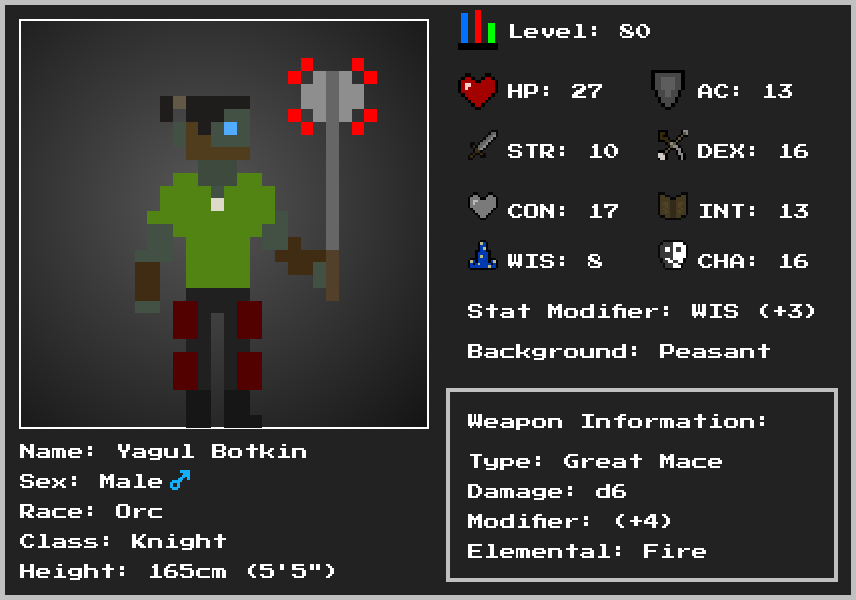 Level: 80
HP: 27 AC: 13
STR: 10 DEX: 16
CON: 17 INT: 13
WIS: 8 CHA: 16
Stat Modifier: WIS (+3)
Background: Peasant
Weapon Information:
Type: Great Mace
Damage: d6
Modifier: (+4)
Elemental: Fire
Name: Yagul Botkin
Sex: Male ♂
Race: Orc
Class: Knight
Height: 165cm (5'5")